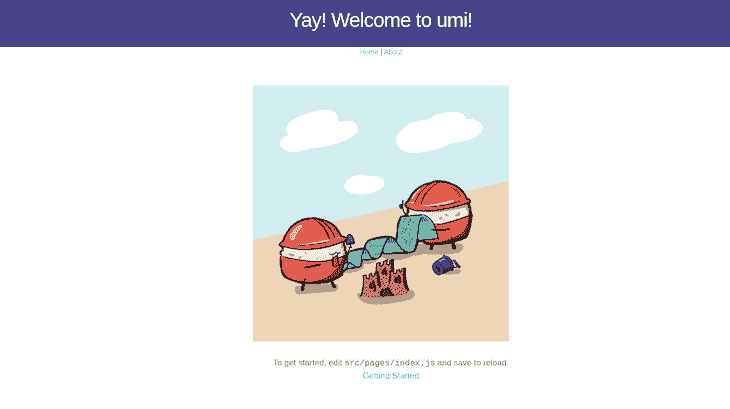 Yay! Welcome to umi!
Home | About
To get started, edit src/pages/index.js and save to reload.
Getting Started